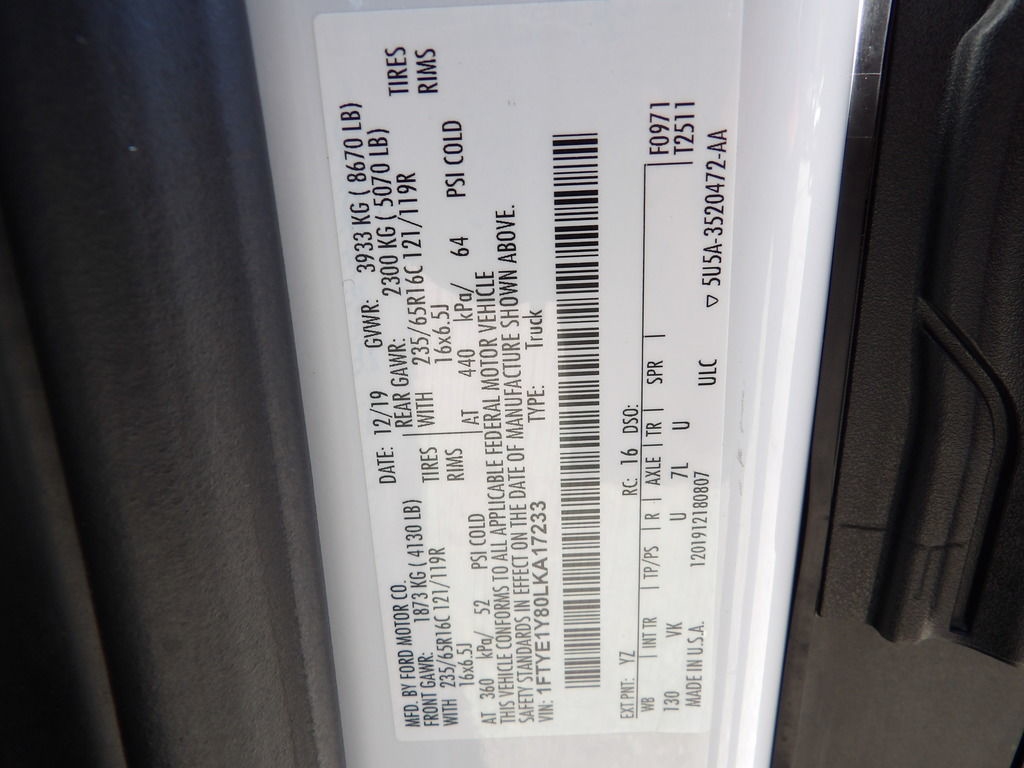 MFD. BY FORD MOTOR CO. DATE: 12/19 GVWR: 3933 KG ( 8670 LB)
FRONT GAWR: 1873 KG ( 4130 LB) REAR GAWR: 2300 KG ( 5070 LB)
WITH 235/65R16C 121/119R TIRES WITH 235/65R16C 121/119R TIRES
16x6.5J RIMS 16x6.5J RIMS
AT 360 kPa/ 52 PSI COLD AT 440 kPa/ 64 PSI COLD
THIS VEHICLE CONFORMS TO ALL APPLICABLE FEDERAL MOTOR VEHICLE
SAFETY STANDARDS IN EFFECT ON THE DATE OF MANUFACTURE SHOWN ABOVE.
VIN: 1FTYE1Y80LKA17233 TYPE: Truck
EXT PNT: YZ RC: 16 DSO: F0971
WB INT TR TP/PS R AXLE TR SPR T2511
130 VK U 7L U
MADE IN U.S.A. 1201912180807 ULC ▽ 5U5A-3520472-AA